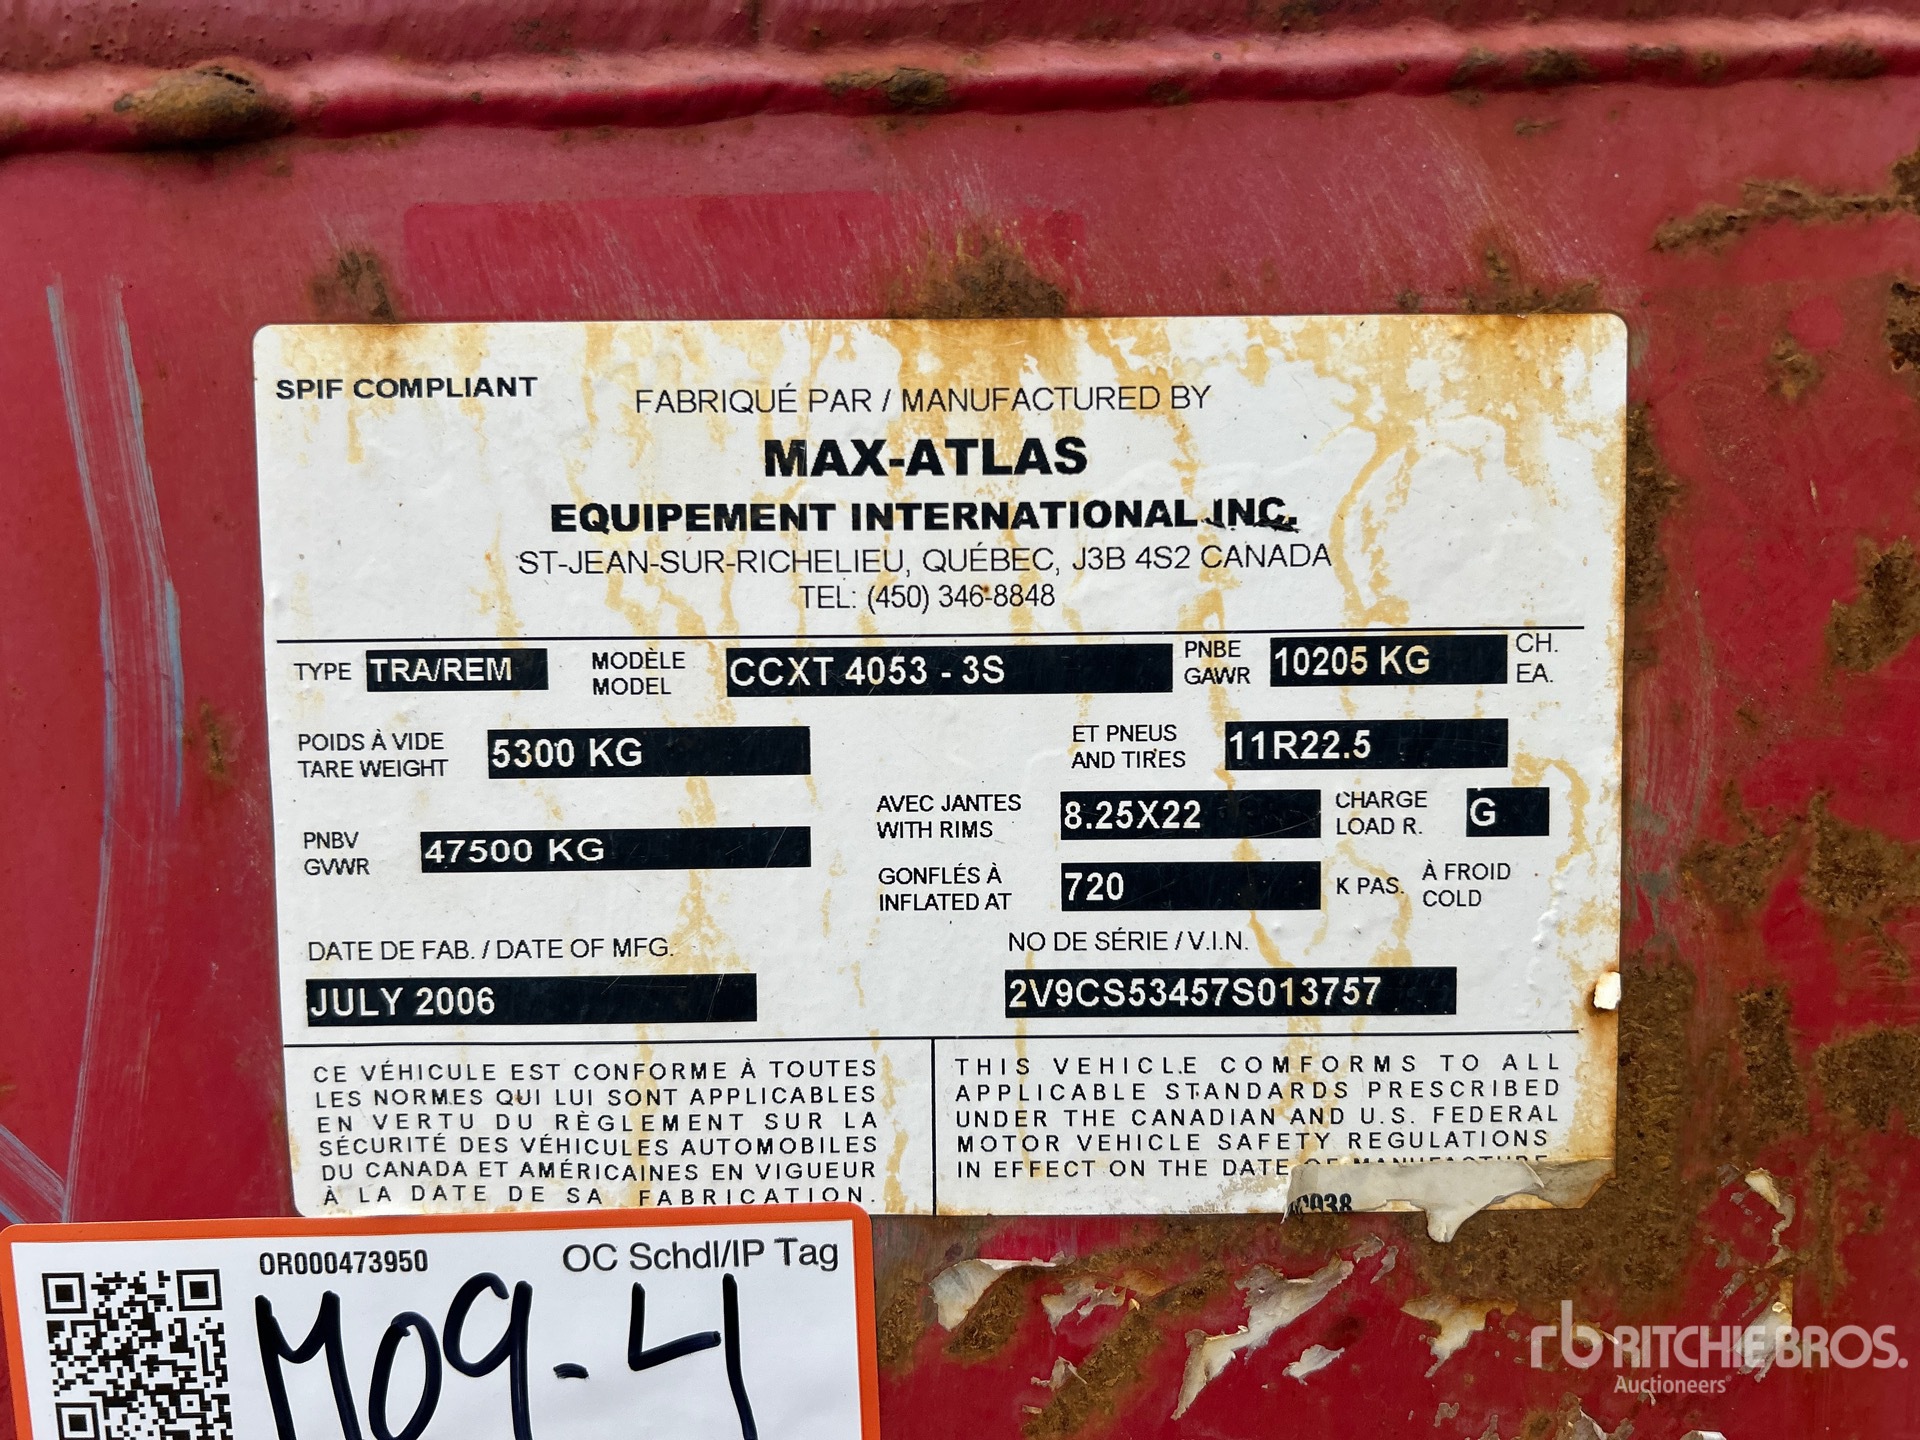 SPIF COMPLIANT
FABRIQUÉ PAR / MANUFACTURED BY
MAX-ATLAS
EQUIPEMENT INTERNATIONAL INC.
ST-JEAN-SUR-RICHELIEU, QUÉBEC, J3B 4S2 CANADA
TEL: (450) 346-8848
TYPE TRA/REM MODÈLE MODEL CCXT 4053 - 3S PNBE GAWR 10205 KG CH. EA.
POIDS À VIDE TARE WEIGHT 5300 KG ET PNEUS AND TIRES 11R22.5
AVEC JANTES WITH RIMS 8.25X22 CHARGE LOAD R. G
PNBV GVWR 47500 KG
GONFLÉS À INFLATED AT 720 K PAS. À FROID COLD
DATE DE FAB. / DATE OF MFG. NO DE SÉRIE / V.I.N.
JULY 2006 2V9CS53457S013757
CE VÉHICULE EST CONFORME À TOUTES
LES NORMES QUI LUI SONT APPLICABLES
EN VERTU DU RÈGLEMENT SUR LA
SÉCURITÉ DES VÉHICULES AUTOMOBILES
DU CANADA ET AMÉRICAINES EN VIGUEUR
À LA DATE DE SA FABRICATION.
THIS VEHICLE COMFORMS TO ALL
APPLICABLE STANDARDS PRESCRIBED
UNDER THE CANADIAN AND U.S. FEDERAL
MOTOR VEHICLE SAFETY REGULATIONS
IN EFFECT ON THE DATE OF MANUFACTURE
OR000473950 OC Schdl/IP Tag
M09-4
rb RITCHIE BROS.
Auctioneers